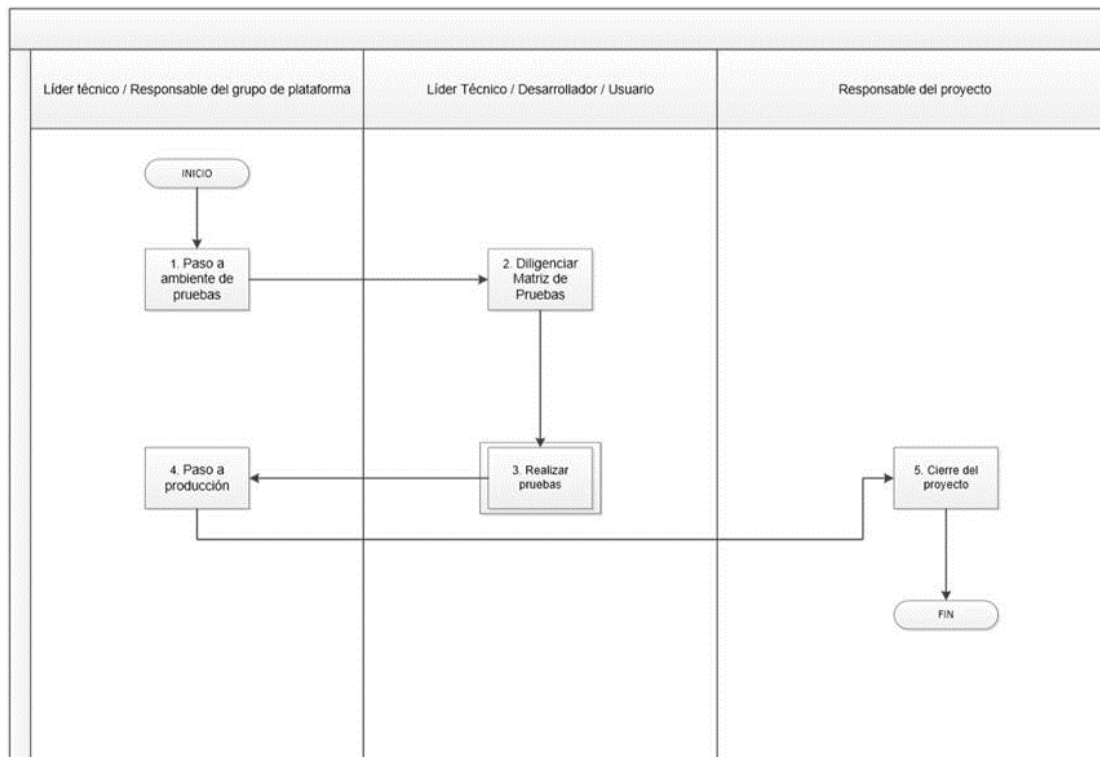 Líder técnico / Responsable del grupo de plataforma
Líder Técnico / Desarrollador / Usuario
Responsable del proyecto
INICIO
1. Paso a
ambiente de
pruebas
2. Diligenciar
Matriz de
Pruebas
3. Realizar
pruebas
4. Paso a
producción
5. Cierre del
proyecto
FIN